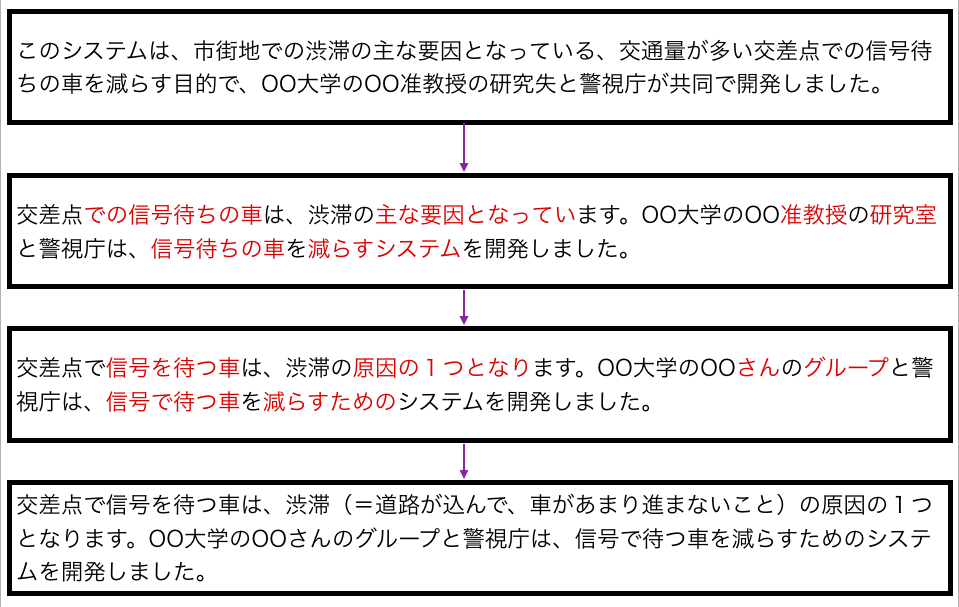 このシステムは、市街地での渋滞の主な要因となっている、交通量が多い交差点での信号待
ちの車を減らす目的で、OO大学のOO准教授の研究失と警視庁が共同で開発しました。
交差点での信号待ちの車は、渋滞の主な要因となっています。OO大学のOO准教授の研究室
と警視庁は、信号待ちの車を減らすシステムを開発しました。
交差点で信号を待つ車は、渋滞の原因の１つとなります。OO大学のOOさんのグループと警
視庁は、信号で待つ車を減らすためのシステムを開発しました。
交差点で信号を待つ車は、渋滞（＝道路が込んで、車があまり進まないこと）の原因の１つ
となります。OO大学のOOさんのグループと警視庁は、信号で待つ車を減らすためのシステ
ムを開発しました。